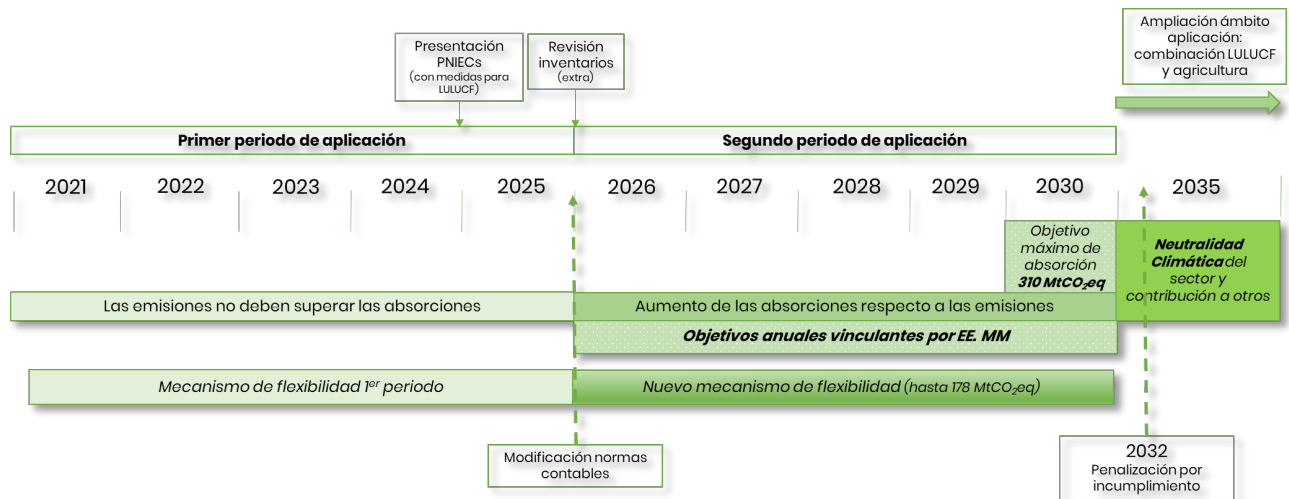 Presentación
PNIECs
(con medidas para
LULUCF)
Revisión
inventarios
(extra)
Ampliación ámbito
aplicación:
combinación LULUCF
y agricultura
Primer periodo de aplicación
Segundo periodo de aplicación
2021
2022
2023
2024
2025
2026
2027
2028
2029
2030
2035
Objetivo
máximo de
absorción
310 MtCO₂eq
Neutralidad
Climática del
sector y
contribución a otros
Las emisiones no deben superar las absorciones
Aumento de las absorciones respecto a las emisiones
Objetivos anuales vinculantes por EE. MM
Mecanismo de flexibilidad 1er periodo
Nuevo mecanismo de flexibilidad (hasta 178 MtCO₂eq)
Modificación normas
contables
2032
Penalización por
incumplimiento